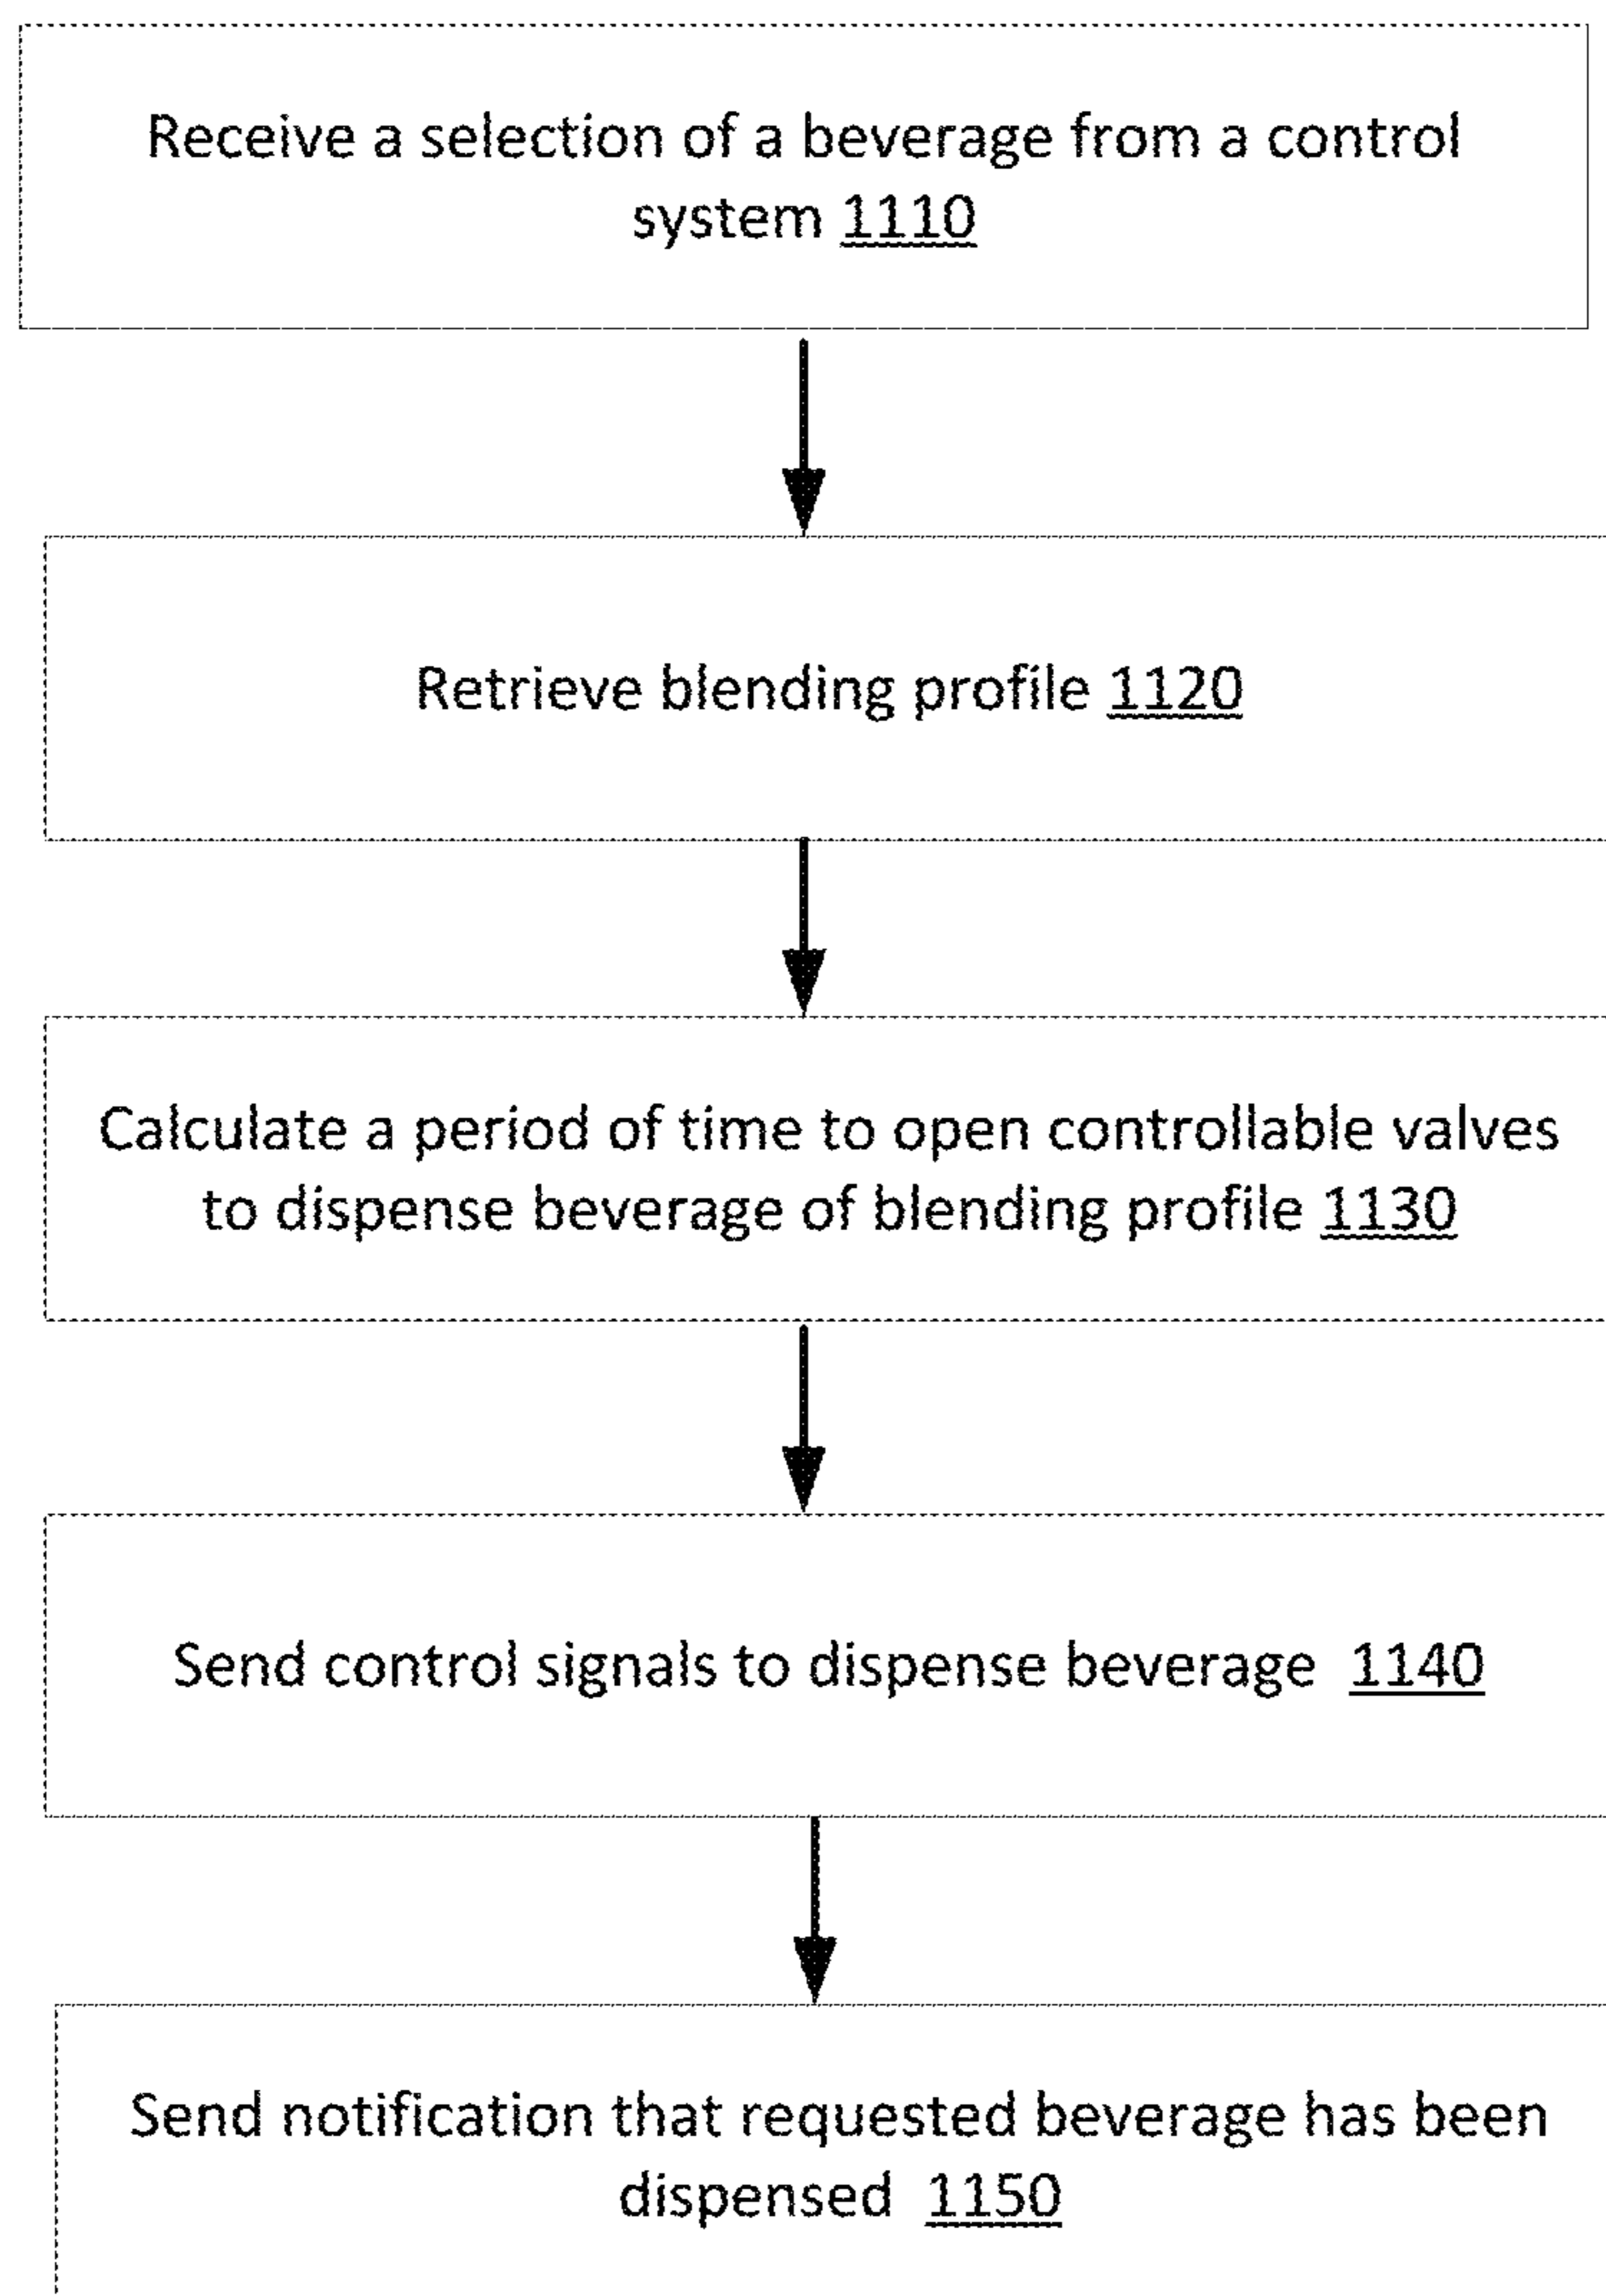 Receive a selection of a beverage from a control
system 1110
Retrieve blending profile 1120
Calculate a period of time to open controllable valves
to dispense beverage of blending profile 1130
Send control signals to dispense beverage 1140
Send notification that requested beverage has been
dispensed 1150